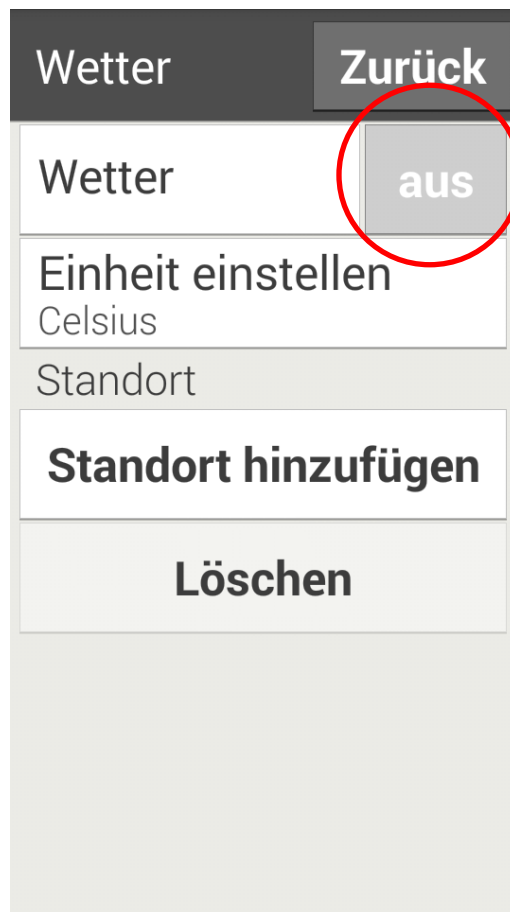 Wetter Zurück
Wetter aus
Einheit einstellen
Celsius
Standort
Standort hinzufügen
Löschen